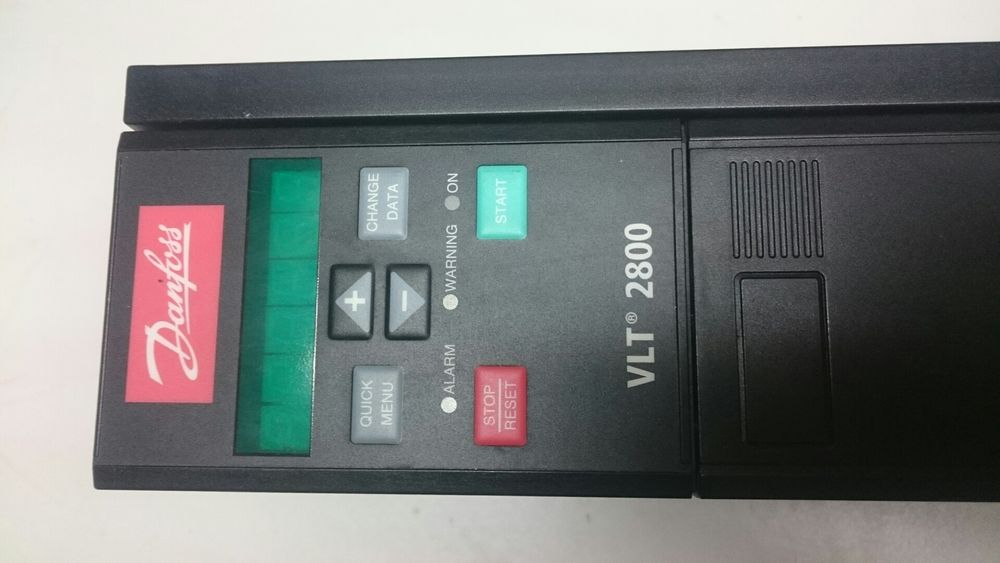 Danfoss
QUICK
MENU
+
-
CHANGE
DATA
ALARM
WARNING
ON
STOP
RESET
START
VLT® 2800